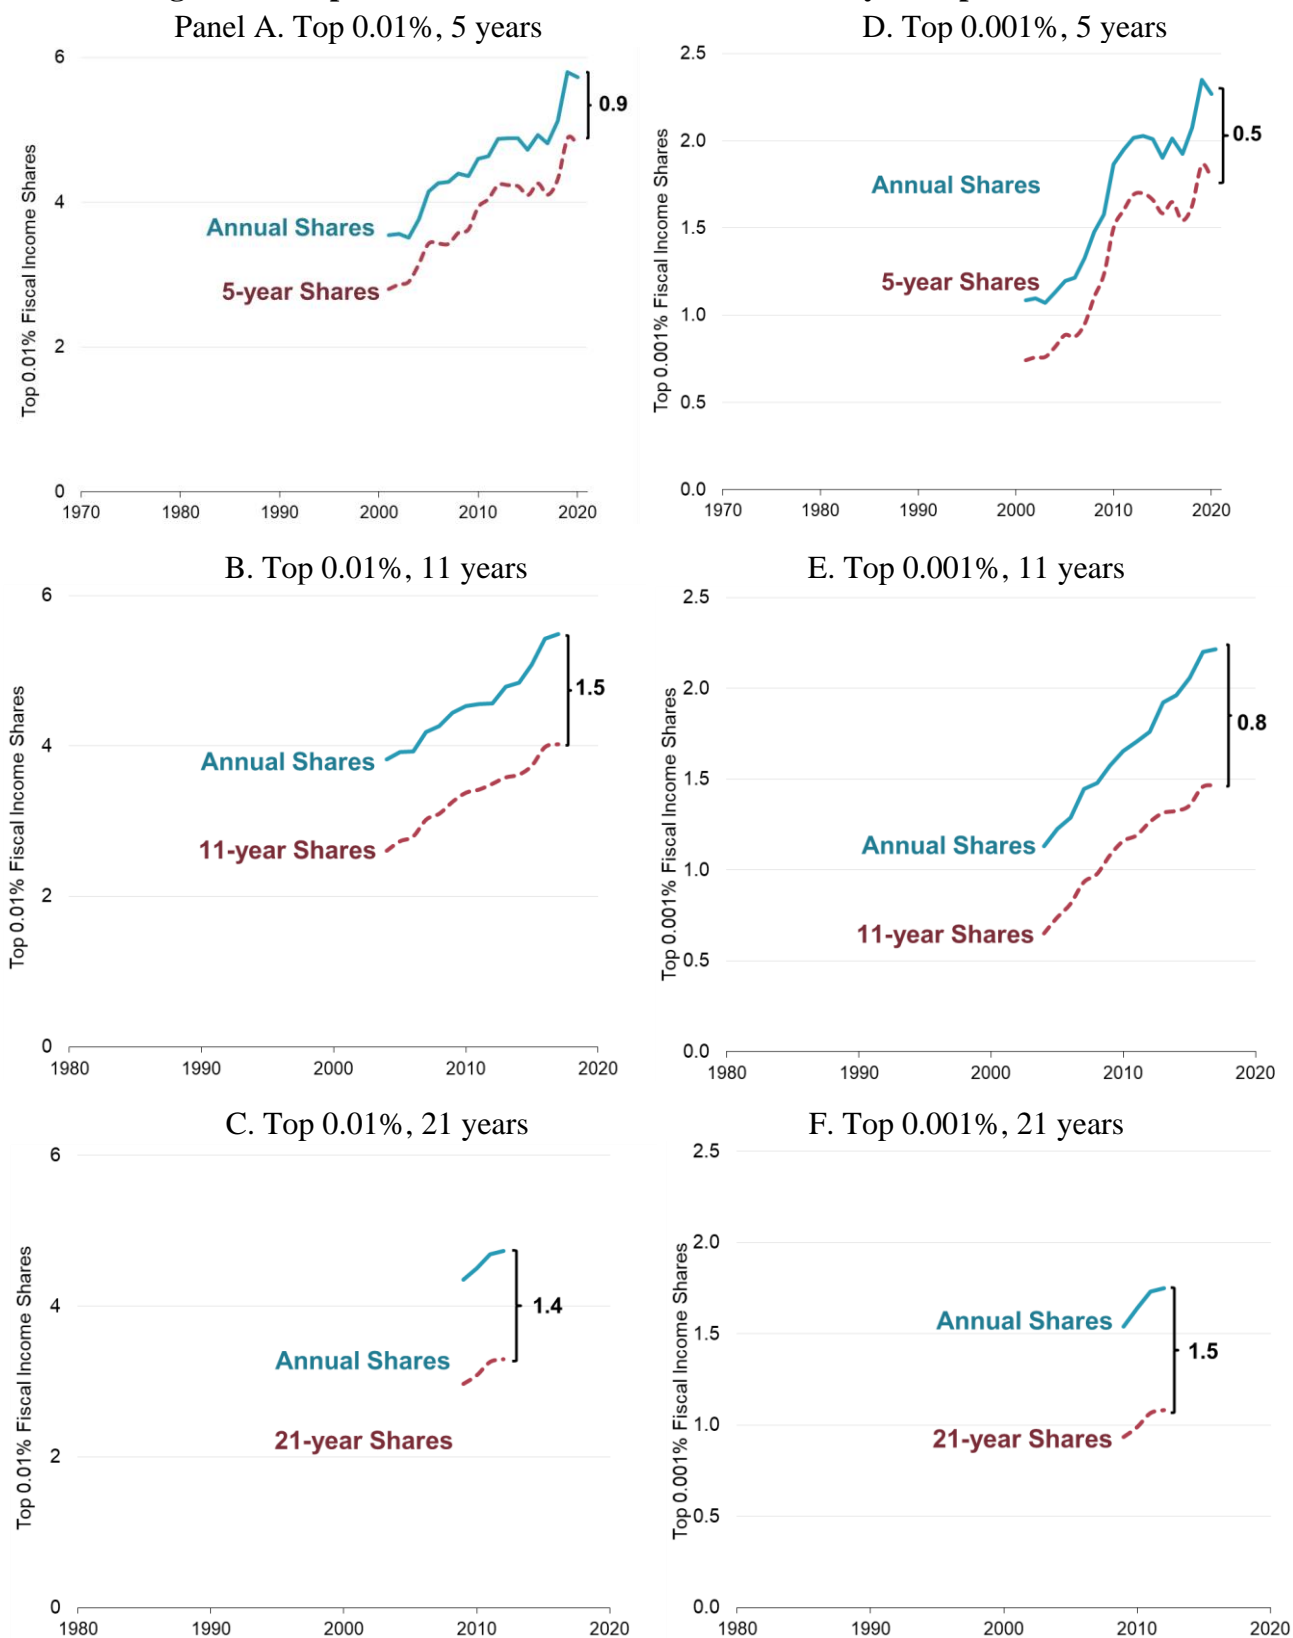 Panel A. Top 0.01%, 5 years
6
4
2
0
Top 0.01% Fiscal Income Shares
Annual Shares
5-year Shares
0.9
1970 1980 1990 2000 2010 2020
D. Top 0.001%, 5 years
2.5
2.0
1.5
1.0
0.5
0.0
Top 0.001% Fiscal Income Shares
Annual Shares
5-year Shares
0.5
1970 1980 1990 2000 2010 2020
B. Top 0.01%, 11 years
6
4
2
0
Top 0.01% Fiscal Income Shares
Annual Shares
11-year Shares
1.5
1980 1990 2000 2010 2020
E. Top 0.001%, 11 years
2.5
2.0
1.5
1.0
0.5
0.0
Top 0.001% Fiscal Income Shares
Annual Shares
11-year Shares
0.8
1980 1990 2000 2010 2020
C. Top 0.01%, 21 years
6
4
2
0
Top 0.01% Fiscal Income Shares
Annual Shares
21-year Shares
1.4
1980 1990 2000 2010 2020
F. Top 0.001%, 21 years
2.5
2.0
1.5
1.0
0.5
0.0
Top 0.001% Fiscal Income Shares
Annual Shares
21-year Shares
1.5
1980 1990 2000 2010 2020